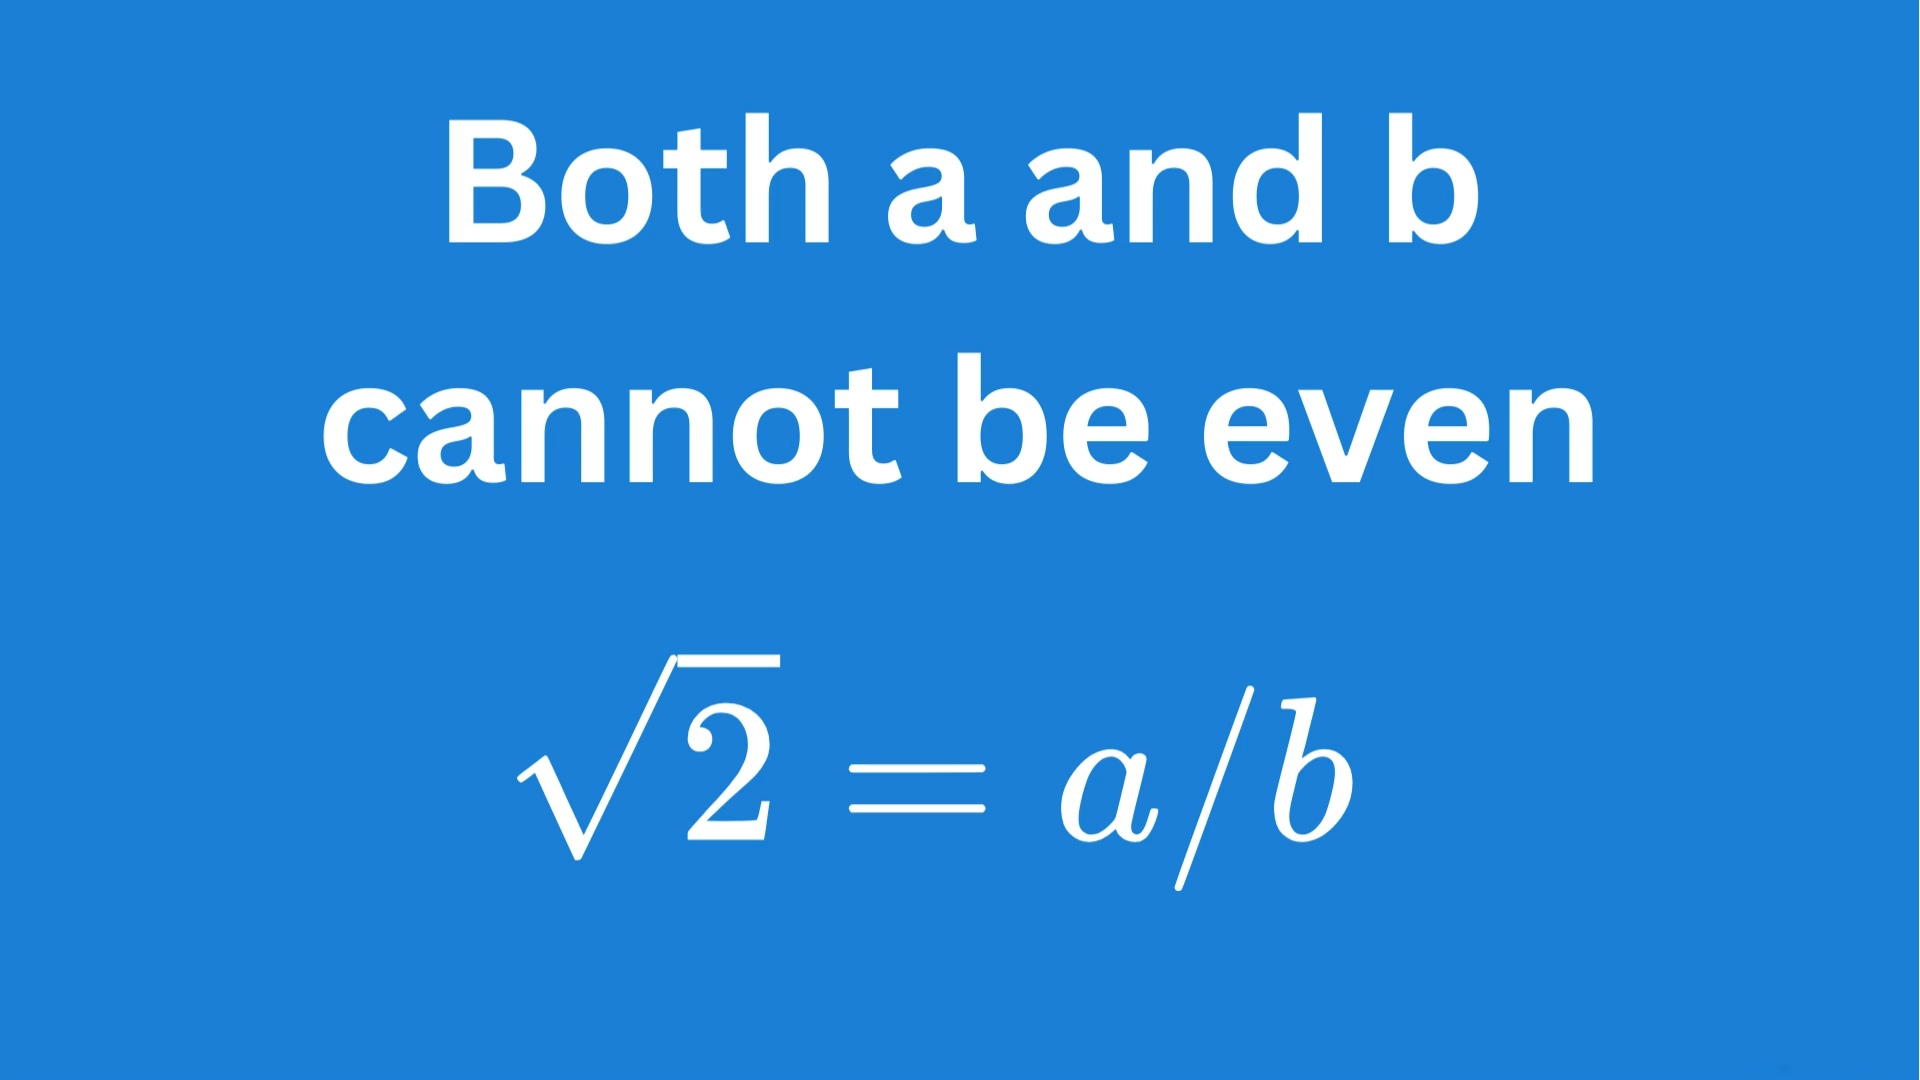 Both a and b
cannot be even
√2 = a/b